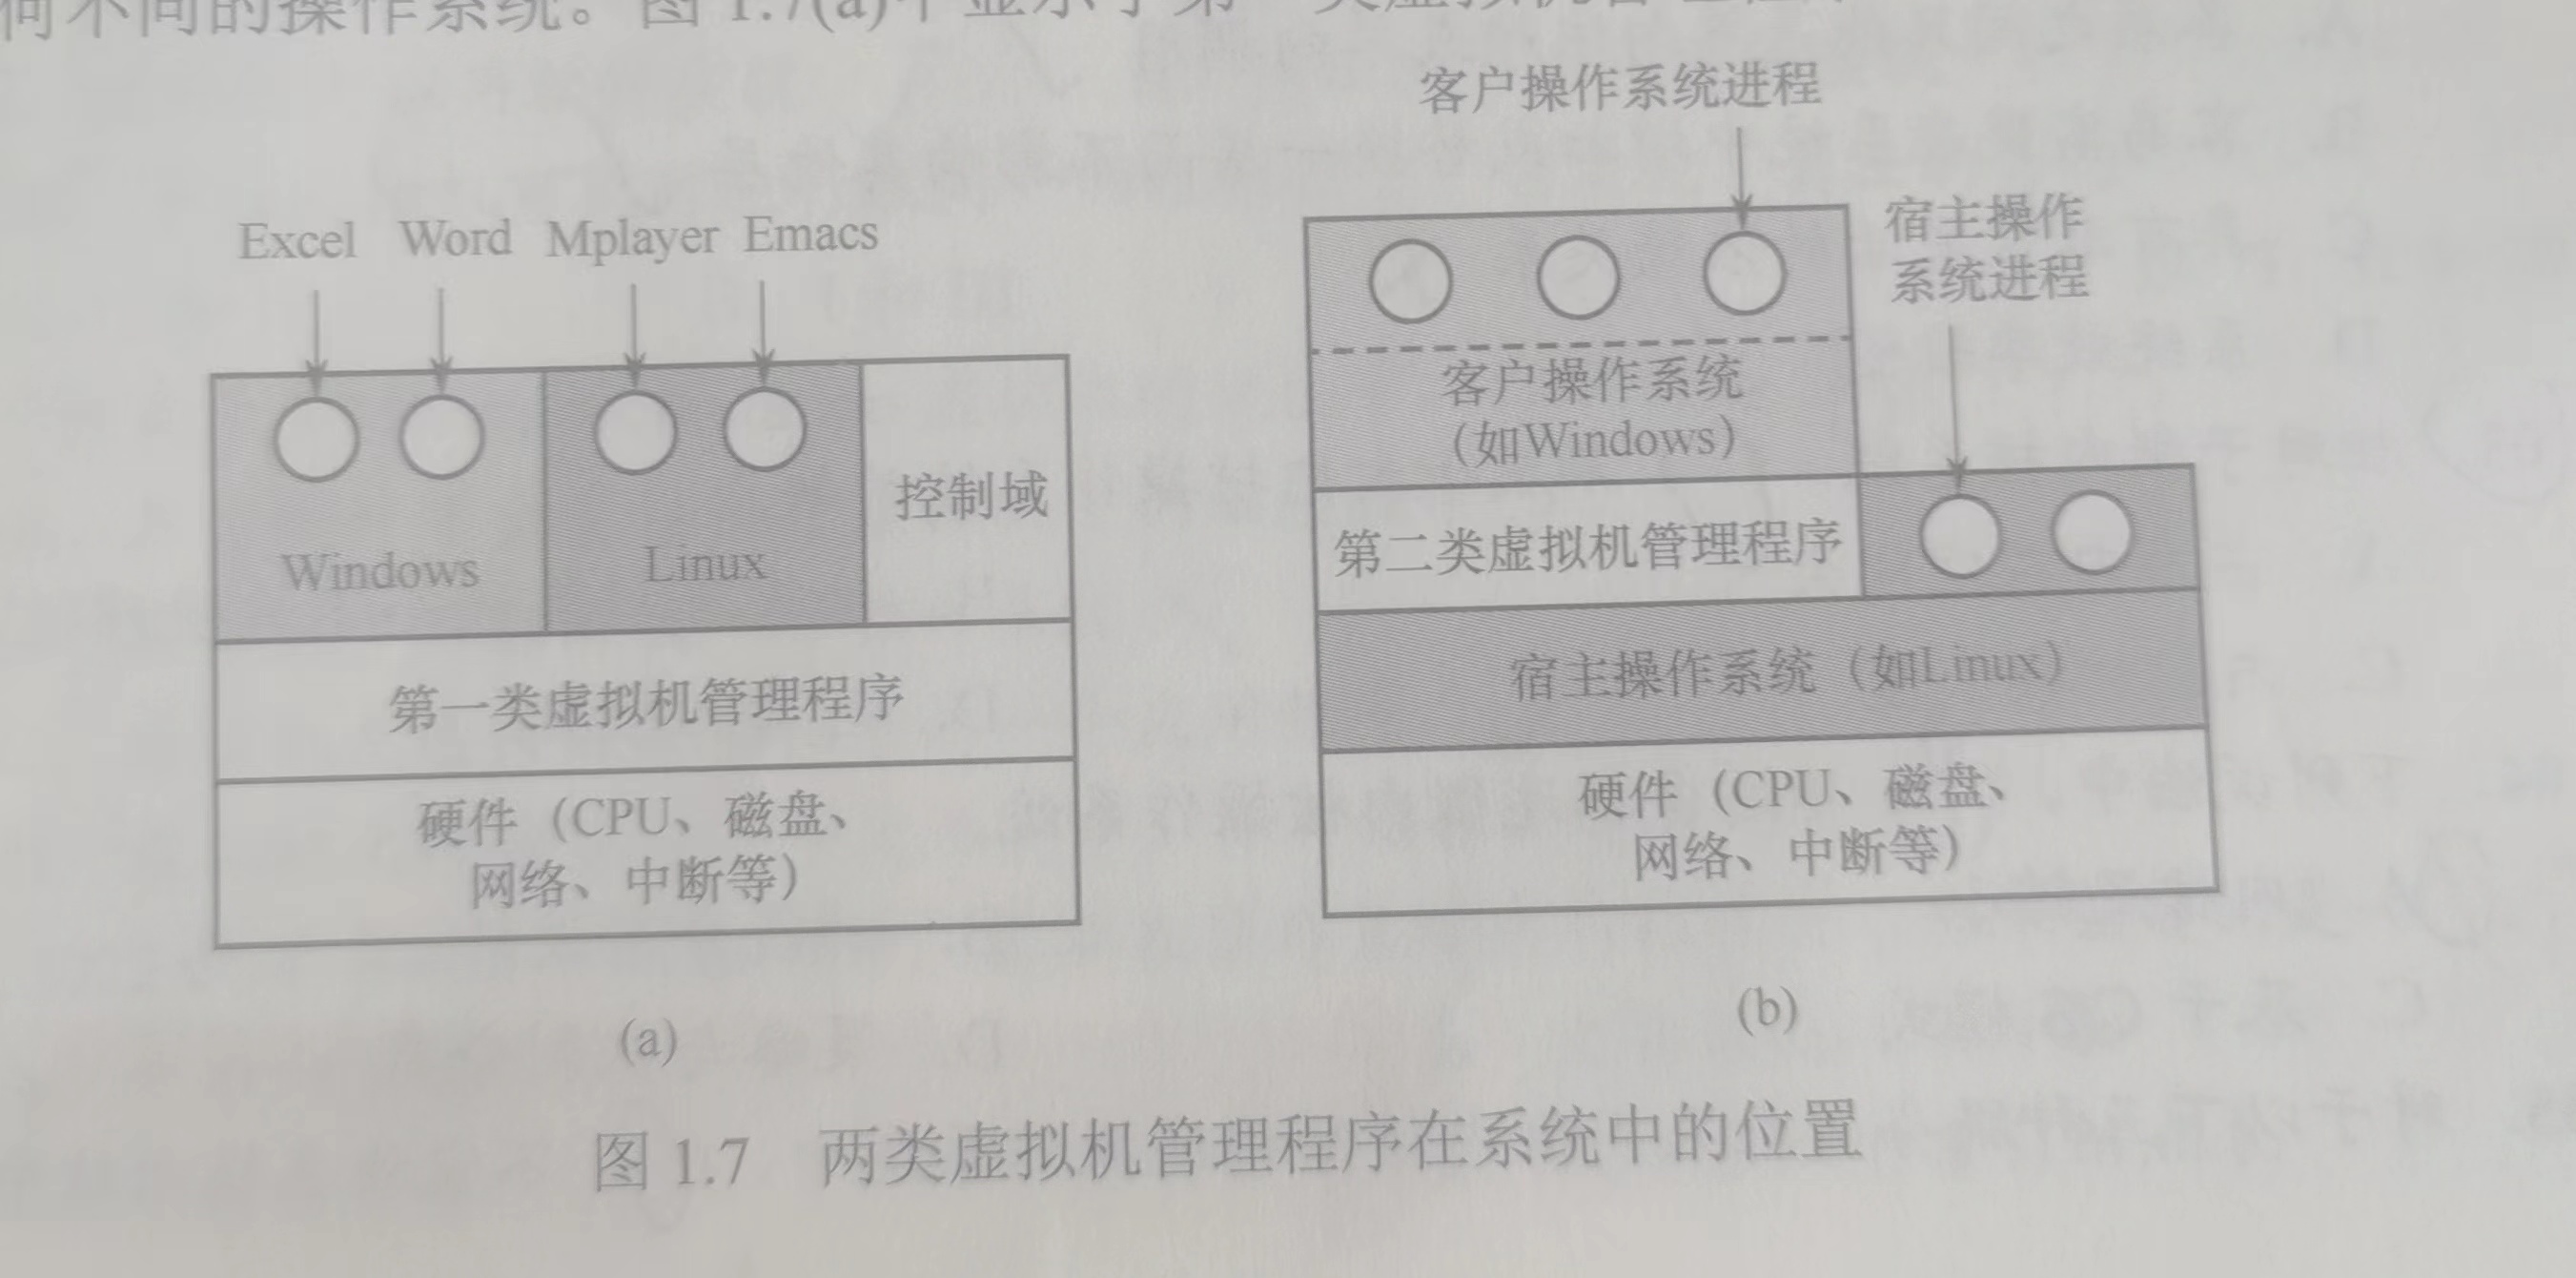 不同的操作系统。图 1.7(a)中显示了第一类虚拟机管理程序
客户操作系统进程
宿主操作
系统进程
Excel Word Mplayer Emacs
客户操作系统
（如Windows）
控制域
Windows Linux
第二类虚拟机管理程序
第一类虚拟机管理程序
宿主操作系统（如Linux）
硬件（CPU、磁盘、
网络、中断等）
硬件（CPU、磁盘、
网络、中断等）
(a)
(b)
图 1.7 两类虚拟机管理程序在系统中的位置